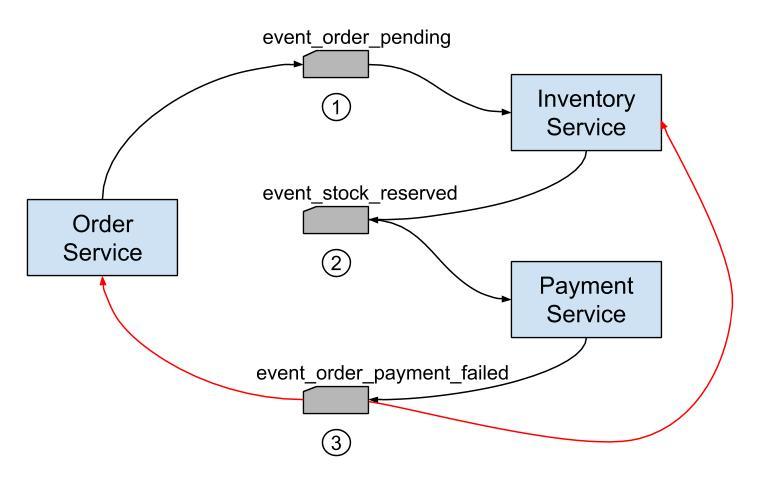 event_order_pending
1
Inventory
Service
event_stock_reserved
Order
Service
2
Payment
Service
event_order_payment_failed
3